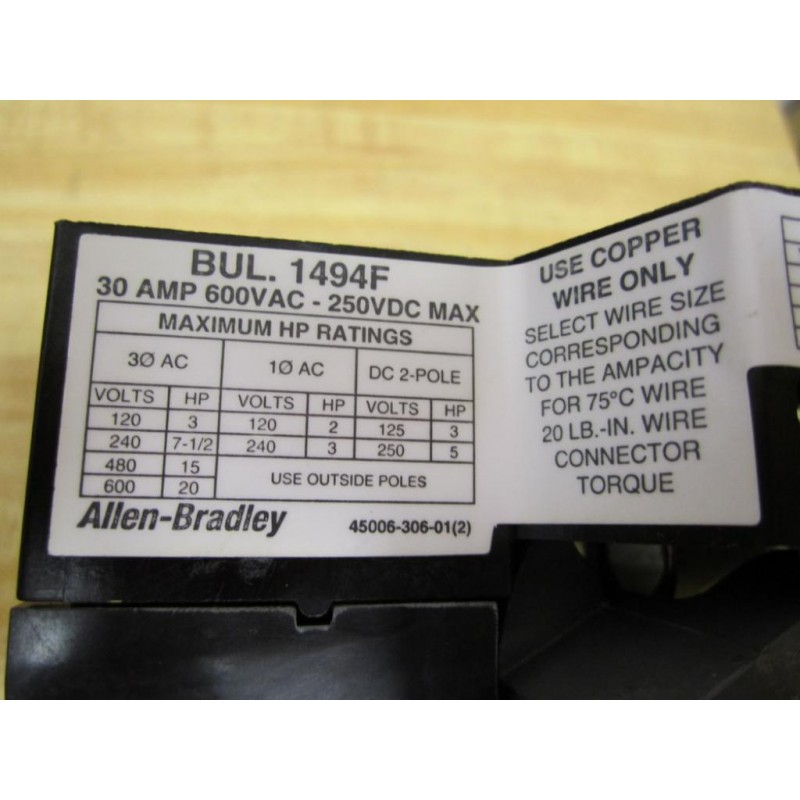 BUL. 1494F
30 AMP 600VAC - 250VDC MAX
MAXIMUM HP RATINGS
3Ø AC 1Ø AC DC 2-POLE
VOLTS HP VOLTS HP VOLTS HP
120 3 120 2 125 3
240 7-1/2 240 3 250 5
480 15 USE OUTSIDE POLES
600 20
Allen-Bradley 45006-306-01(2)
USE COPPER
WIRE ONLY
SELECT WIRE SIZE
CORRESPONDING
TO THE AMPACITY
FOR 75°C WIRE
20 LB.-IN. WIRE
CONNECTOR
TORQUE